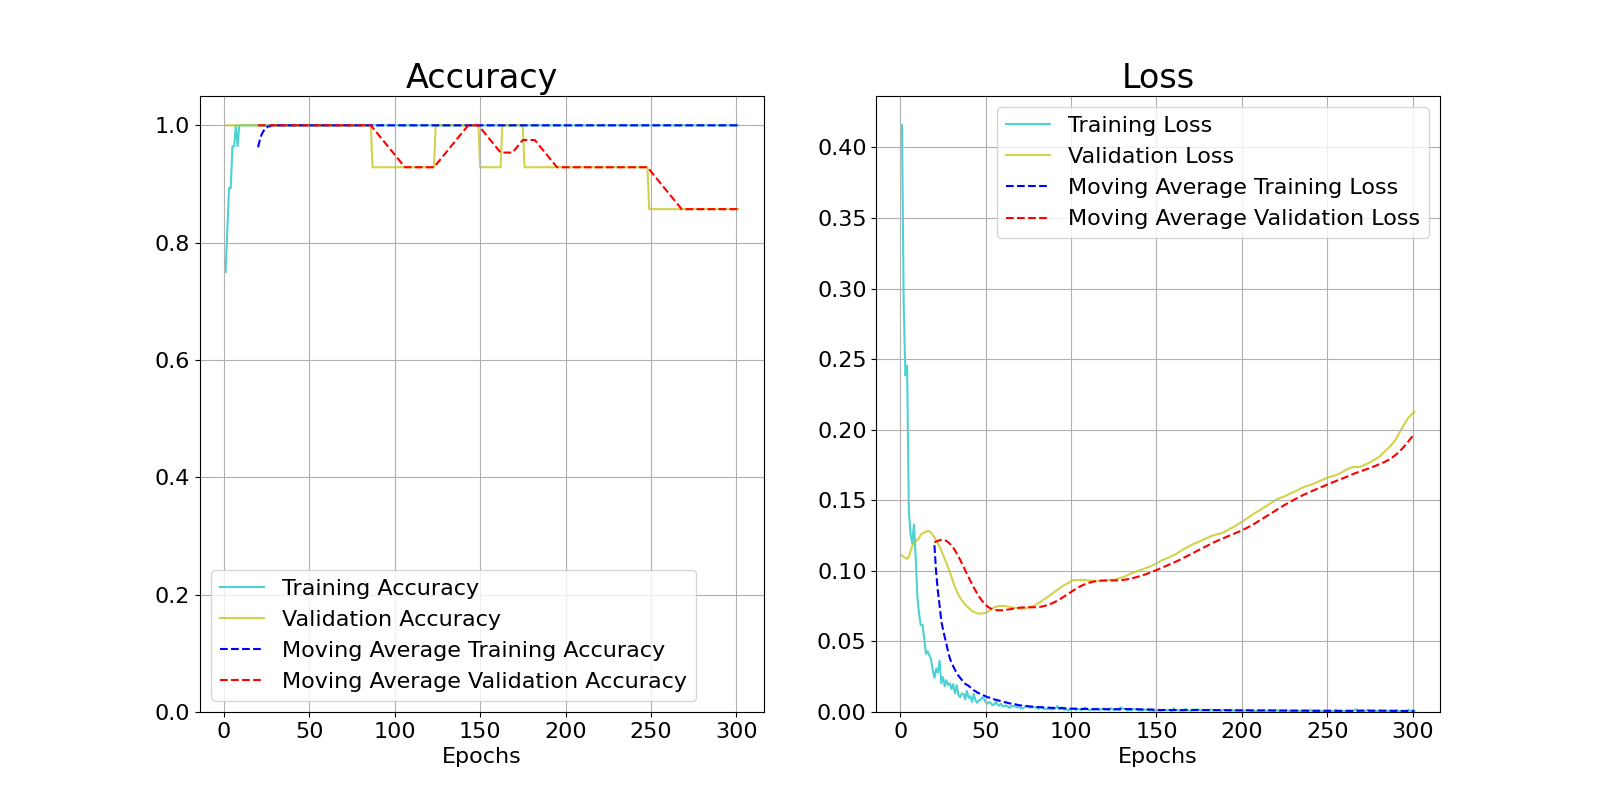 Accuracy
1.0
0.8
0.6
0.4
0.2
0.0
Training Accuracy
Validation Accuracy
Moving Average Training Accuracy
Moving Average Validation Accuracy
0 50 100 150 200 250 300
Epochs
Loss
0.40
0.35
0.30
0.25
0.20
0.15
0.10
0.05
0.00
Training Loss
Validation Loss
Moving Average Training Loss
Moving Average Validation Loss
0 50 100 150 200 250 300
Epochs